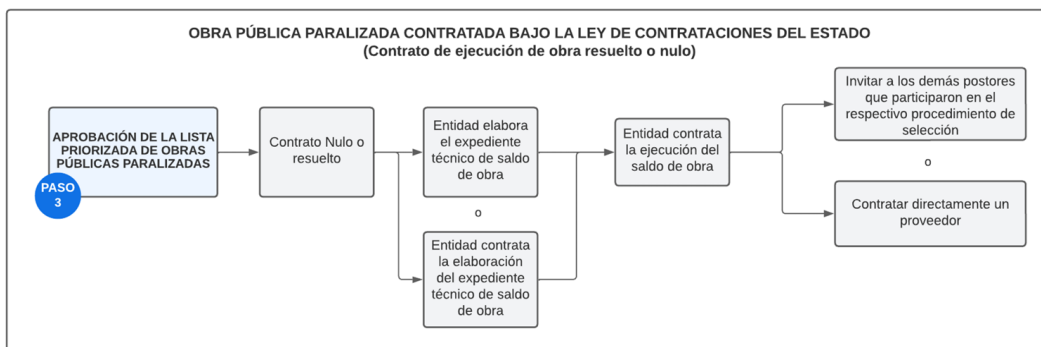 OBRA PÚBLICA PARALIZADA CONTRATADA BAJO LA LEY DE CONTRATACIONES DEL ESTADO
(Contrato de ejecución de obra resuelto o nulo)
APROBACIÓN DE LA LISTA
PRIORIZADA DE OBRAS
PÚBLICAS PARALIZADAS
PASO
3
Contrato Nulo o
resuelto
Entidad elabora
el expediente
técnico de saldo
de obra
o
Entidad contrata
la elaboración
del expediente
técnico de saldo
de obra
Entidad contrata
la ejecución del
saldo de obra
Invitar a los demás postores
que participaron en el
respectivo procedimiento de
selección
o
Contratar directamente un
proveedor